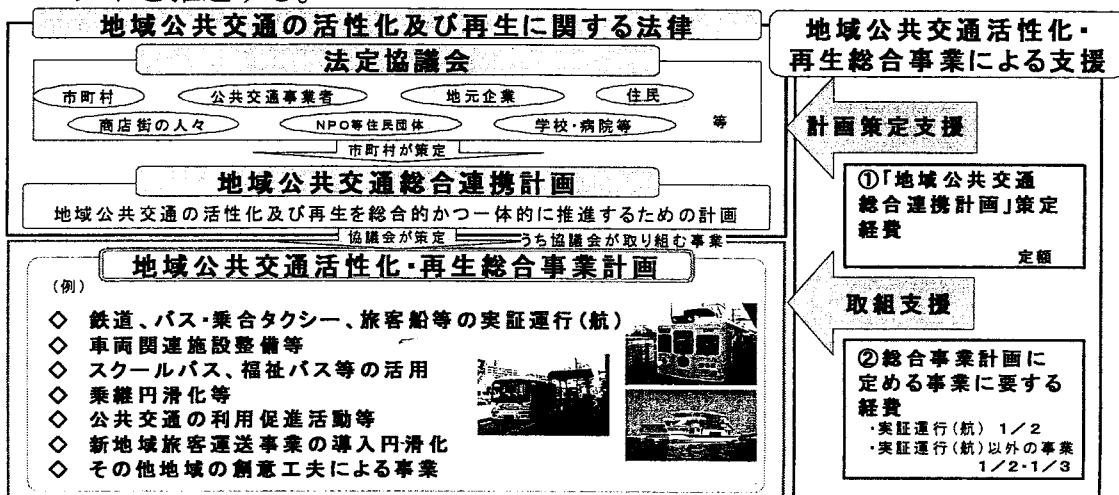 ントを推進する。
地域公共交通の活性化及び再生に関する法律
法定協議会
市町村 公共交通事業者 地元企業 住民
商店街の人々 NPO等住民団体 学校・病院等 等
市町村が策定
地域公共交通総合連携計画
地域公共交通の活性化及び再生を総合的かつ一体的に推進するための計画
協議会が策定 うち協議会が取り組む事業
地域公共交通活性化・再生総合事業計画
(例)
◇ 鉄道、バス・乗合タクシー、旅客船等の実証運行(航)
◇ 車両関連施設整備等
◇ スクールバス、福祉バス等の活用
◇ 乗継円滑化等
◇ 公共交通の利用促進活動等
◇ 新地域旅客運送事業の導入円滑化
◇ その他地域の創意工夫による事業
地域公共交通活性化・
再生総合事業による支援
計画策定支援
①「地域公共交通
総合連携計画」策定
経費
定額
取組支援
②総合事業計画に
定める事業に要する
経費
・実証運行(航) 1/2
・実証運行(航)以外の事業
1/2・1/3